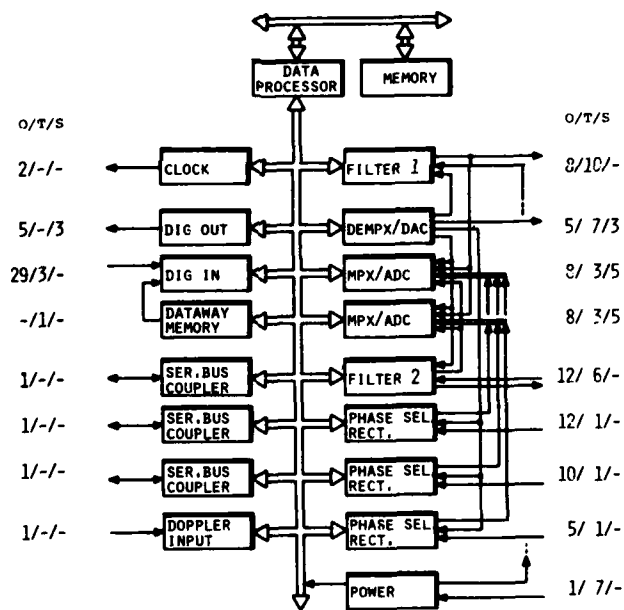 DATA
PROCESSOR
MEMORY
O/T/S
O/T/S
2/-/-
CLOCK
FILTER 1
8/10/-
5/-/3
DIG OUT
DEMPX/DAC
5/ 7/3
29/3/-
DIG IN
MPX/ADC
8/ 3/5
-/1/-
DATAWAY
MEMORY
MPX/ADC
8/ 3/5
1/-/-
SER.BUS
COUPLER
FILTER 2
12/ 6/-
1/-/-
SER.BUS
COUPLER
PHASE SEL.
RECT.
12/ 1/-
1/-/-
SER.BUS
COUPLER
PHASE SEL.
RECT.
10/ 1/-
1/-/-
DOPPLER
INPUT
PHASE SEL.
RECT.
5/ 1/-
POWER
1/ 7/-